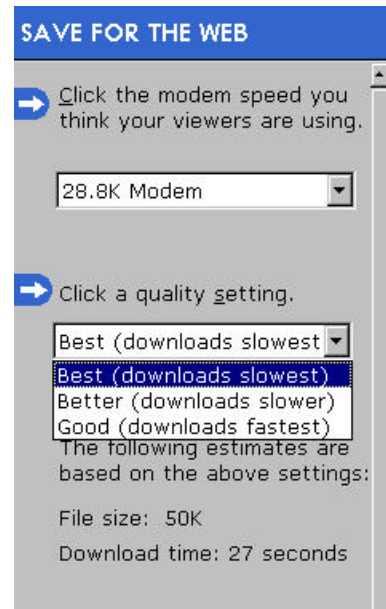 SAVE FOR THE WEB
Click the modem speed you
think your viewers are using.
28.8K Modem
Click a quality setting.
Best (downloads slowest
Best (downloads slowest)
Better (downloads slower)
Good (downloads fastest)
The following estimates are
based on the above settings:
File size: 50K
Download time: 27 seconds